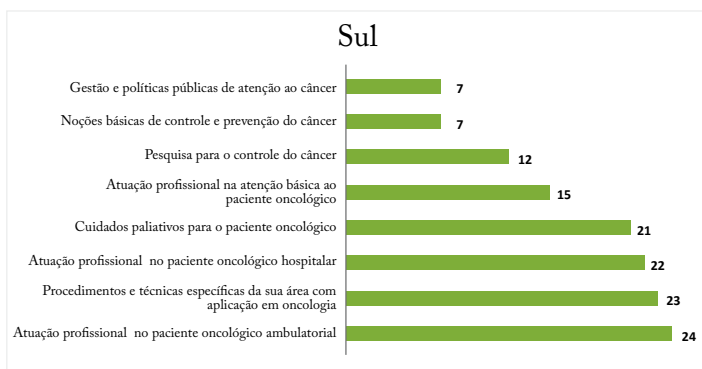 Sul
Gestão e políticas públicas de atenção ao câncer 7
Noções básicas de controle e prevenção do câncer 7
Pesquisa para o controle do câncer 12
Atuação profissional na atenção básica ao
paciente oncológico 15
Cuidados paliativos para o paciente oncológico 21
Atuação profissional no paciente oncológico hospitalar 22
Procedimentos e técnicas específicas da sua área com
aplicação em oncologia 23
Atuação profissional no paciente oncológico ambulatorial 24